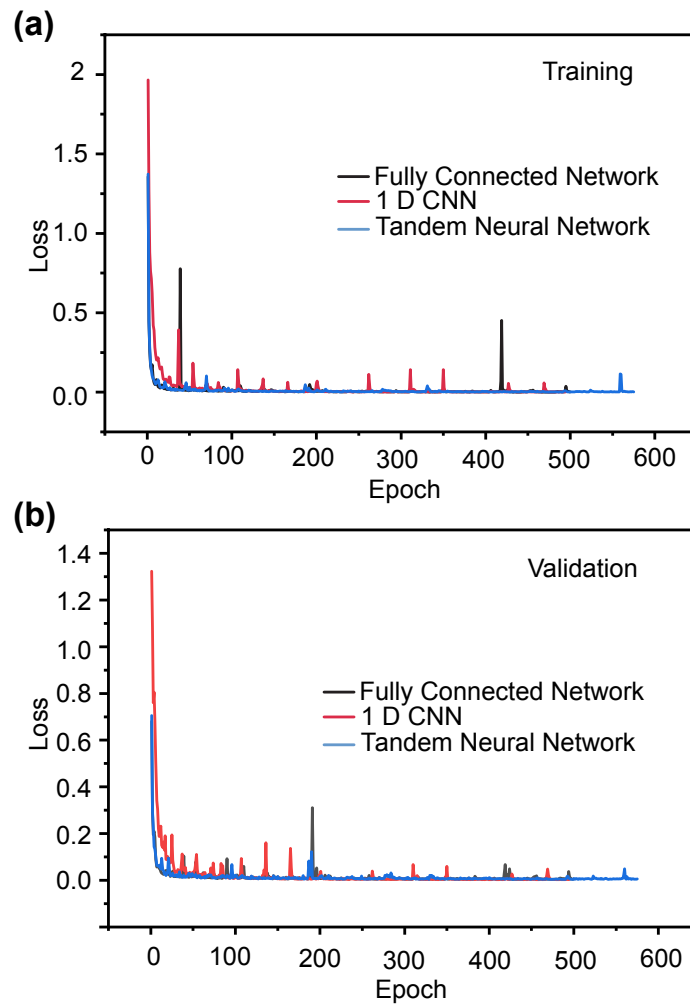 (a)
Training
2
1.5
1.0
0.5
0.0
Loss
Fully Connected Network
1 D CNN
Tandem Neural Network
0 100 200 300 400 500 600
Epoch
(b)
Validation
1.4
1.2
1.0
0.8
0.6
0.4
0.2
0.0
Loss
Fully Connected Network
1 D CNN
Tandem Neural Network
0 100 200 300 400 500 600
Epoch